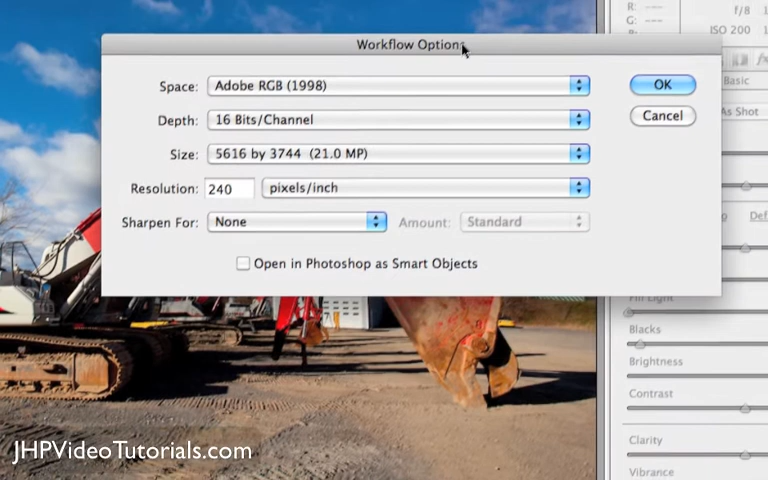 Workflow Options
Space: Adobe RGB (1998)
OK
Depth: 16 Bits/Channel
Cancel
Size: 5616 by 3744 (21.0 MP)
Resolution: 240 pixels/inch
Sharpen For: None Amount: Standard
Open in Photoshop as Smart Objects
R: ---
G: ---
f/8
ISO 200
Basic
As Shot
Fill Light
Blacks
Brightness
Contrast
Clarity
Vibrance
JHPVideoTutorials.com